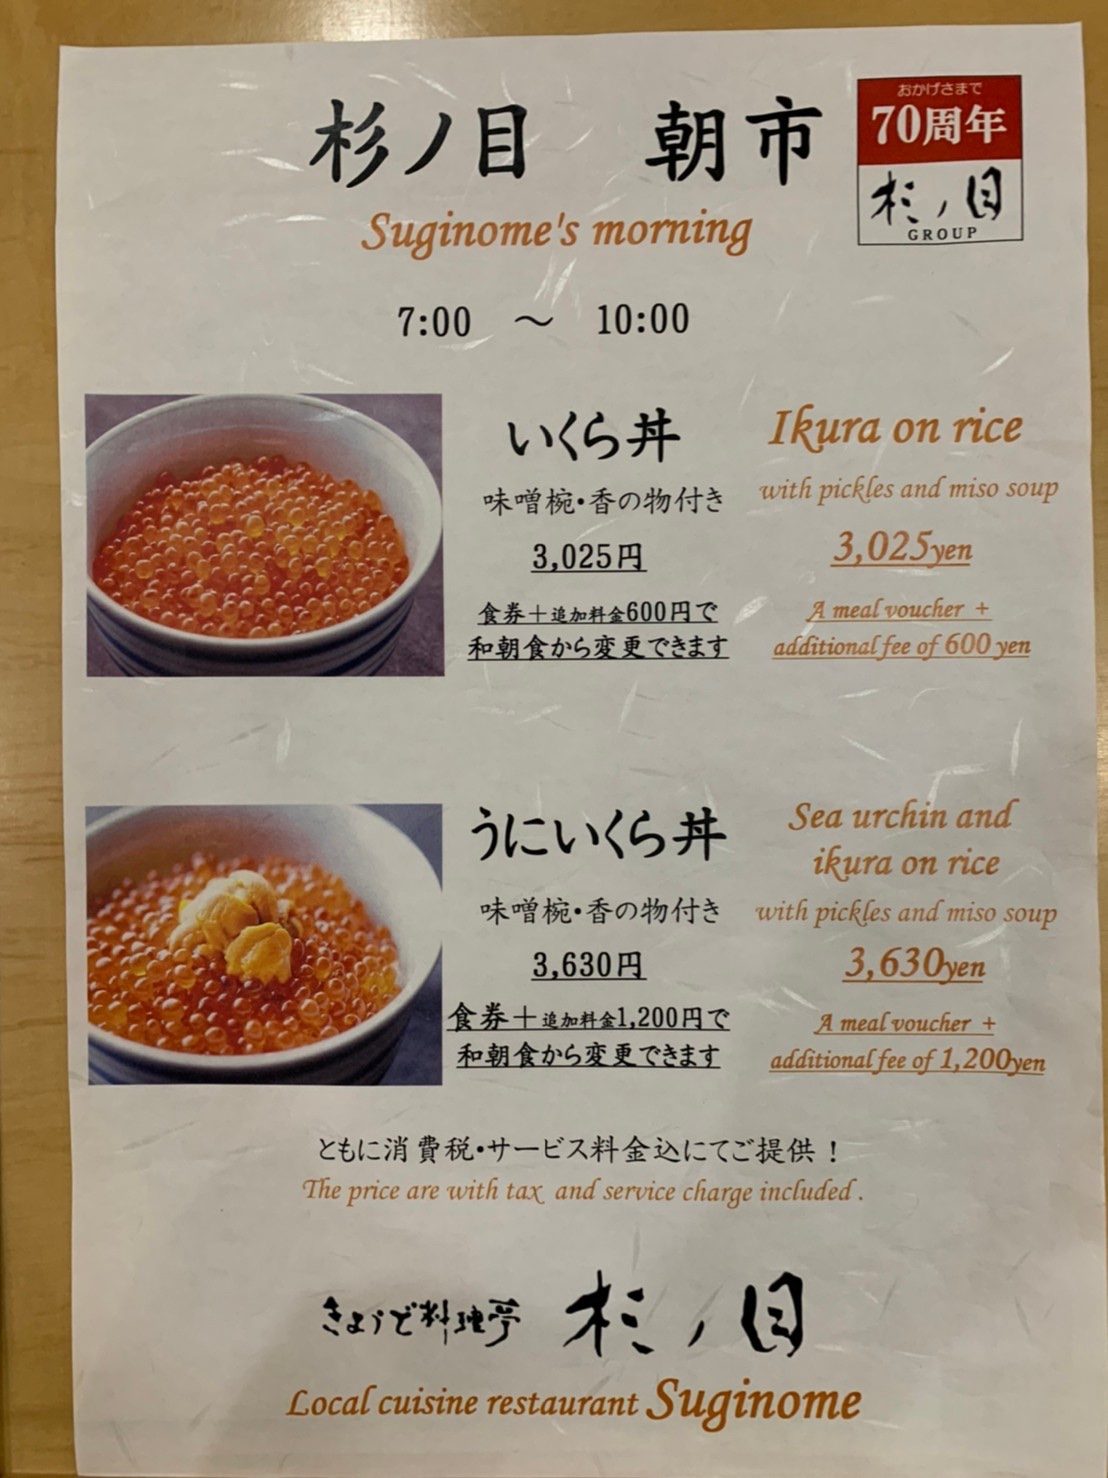 杉ノ目　朝市
おかげさまで
70周年
杉ノ目
GROUP
Suginome's morning
7:00　～　10:00
いくら丼
味噌椀・香の物付き
3,025円
食券＋追加料金600円で
和朝食から変更できます
Ikura on rice
with pickles and miso soup
3,025yen
A meal voucher +
additional fee of 600 yen
うにいくら丼
味噌椀・香の物付き
3,630円
食券＋追加料金1,200円で
和朝食から変更できます
Sea urchin and
ikura on rice
with pickles and miso soup
3,630yen
A meal voucher +
additional fee of 1,200yen
ともに消費税・サービス料金込にてご提供！
The price are with tax and service charge included .
きょうど料理亭　杉ノ目
Local cuisine restaurant Suginome